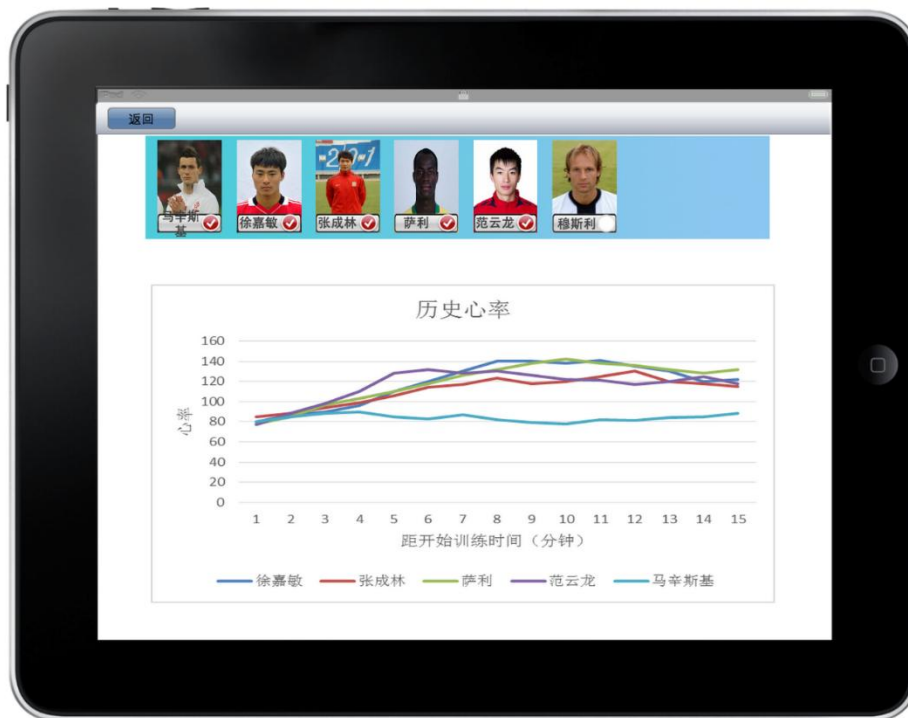 返回
2-1
马辛斯基
徐嘉敏
张成林
萨利
范云龙
穆斯利
历史心率
160
140
120
100
80
60
40
20
0
心率
1 2 3 4 5 6 7 8 9 10 11 12 13 14 15
距开始训练时间（分钟）
徐嘉敏 张成林 萨利 范云龙 马辛斯基